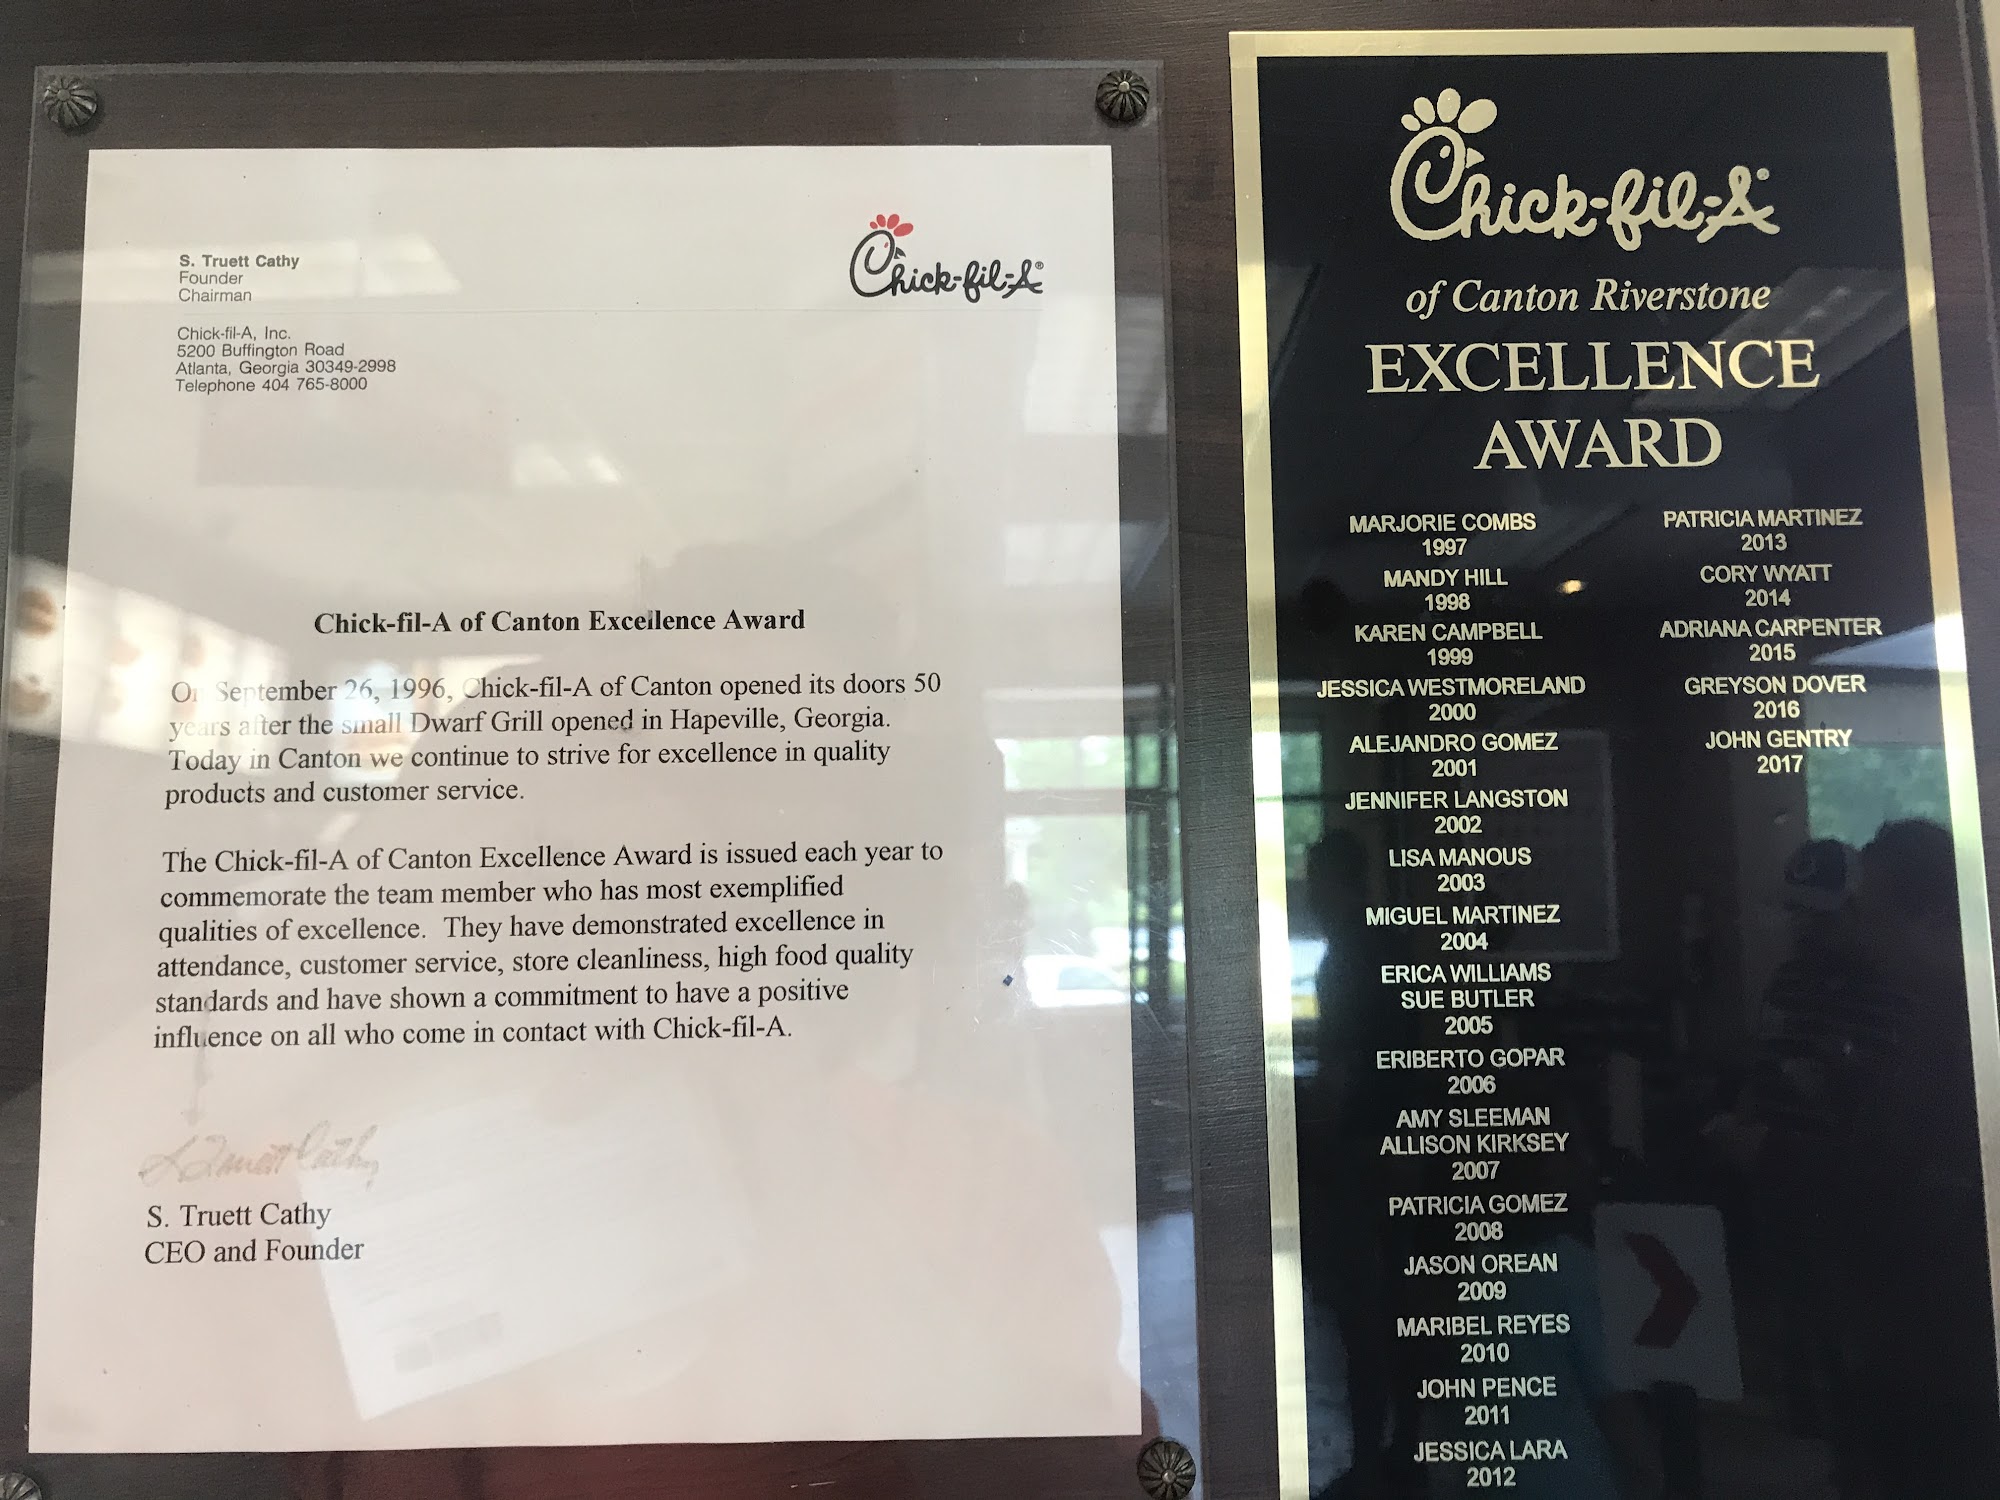 S. Truett Cathy
Founder
Chairman
Chick-fil-A®
Chick-fil-A, Inc.
5200 Buffington Road
Atlanta, Georgia 30349-2998
Telephone 404 765-8000
Chick-fil-A of Canton Excellence Award
On September 26, 1996, Chick-fil-A of Canton opened its doors 50
years after the small Dwarf Grill opened in Hapeville, Georgia.
Today in Canton we continue to strive for excellence in quality
products and customer service.
The Chick-fil-A of Canton Excellence Award is issued each year to
commemorate the team member who has most exemplified
qualities of excellence. They have demonstrated excellence in
attendance, customer service, store cleanliness, high food quality
standards and have shown a commitment to have a positive
influence on all who come in contact with Chick-fil-A.
S. Truett Cathy
S. Truett Cathy
CEO and Founder
Chick-fil-A®
of Canton Riverstone
EXCELLENCE
AWARD
MARJORIE COMBS
1997
MANDY HILL
1998
KAREN CAMPBELL
1999
JESSICA WESTMORELAND
2000
ALEJANDRO GOMEZ
2001
JENNIFER LANGSTON
2002
LISA MANOUS
2003
MIGUEL MARTINEZ
2004
ERICA WILLIAMS
SUE BUTLER
2005
ERIBERTO GOPAR
2006
AMY SLEEMAN
ALLISON KIRKSEY
2007
PATRICIA GOMEZ
2008
JASON OREAN
2009
MARIBEL REYES
2010
JOHN PENCE
2011
JESSICA LARA
2012
PATRICIA MARTINEZ
2013
CORY WYATT
2014
ADRIANA CARPENTER
2015
GREYSON DOVER
2016
JOHN GENTRY
2017